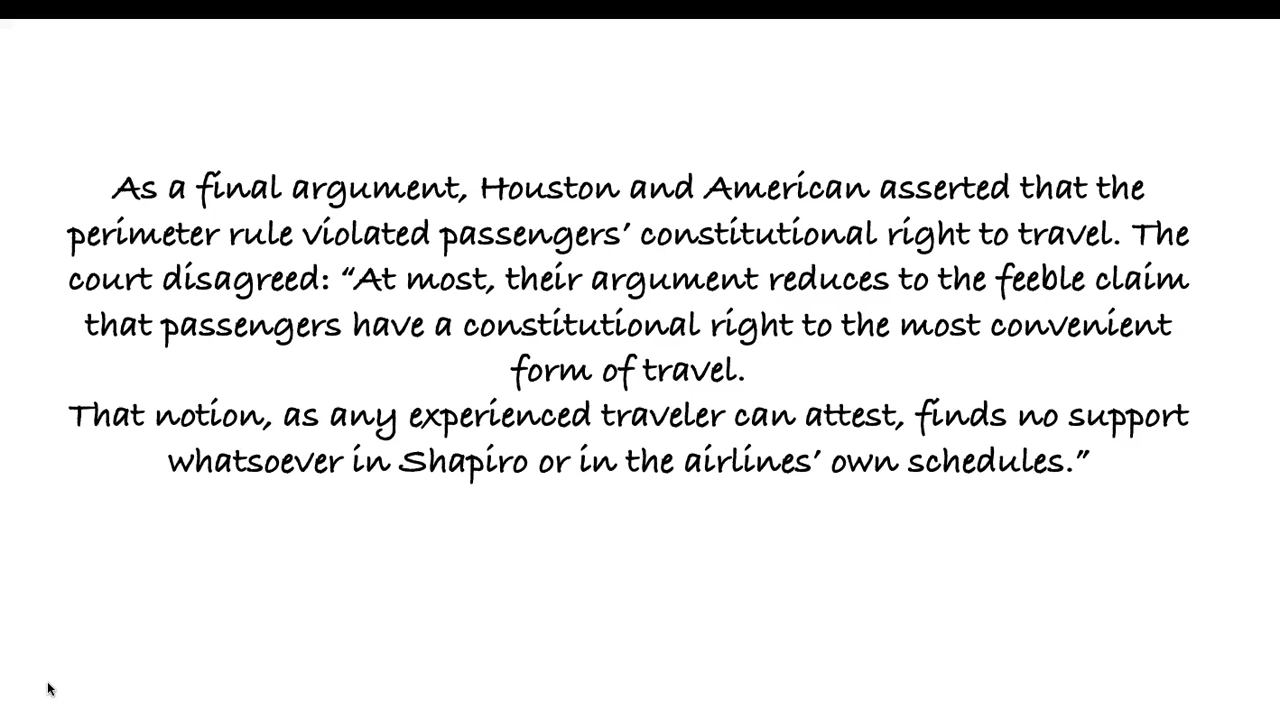 As a final argument, Houston and American asserted that the
perimeter rule violated passengers’ constitutional right to travel. The
court disagreed: “At most, their argument reduces to the feeble claim
that passengers have a constitutional right to the most convenient
form of travel.
That notion, as any experienced traveler can attest, finds no support
whatsoever in Shapiro or in the airlines’ own schedules.”